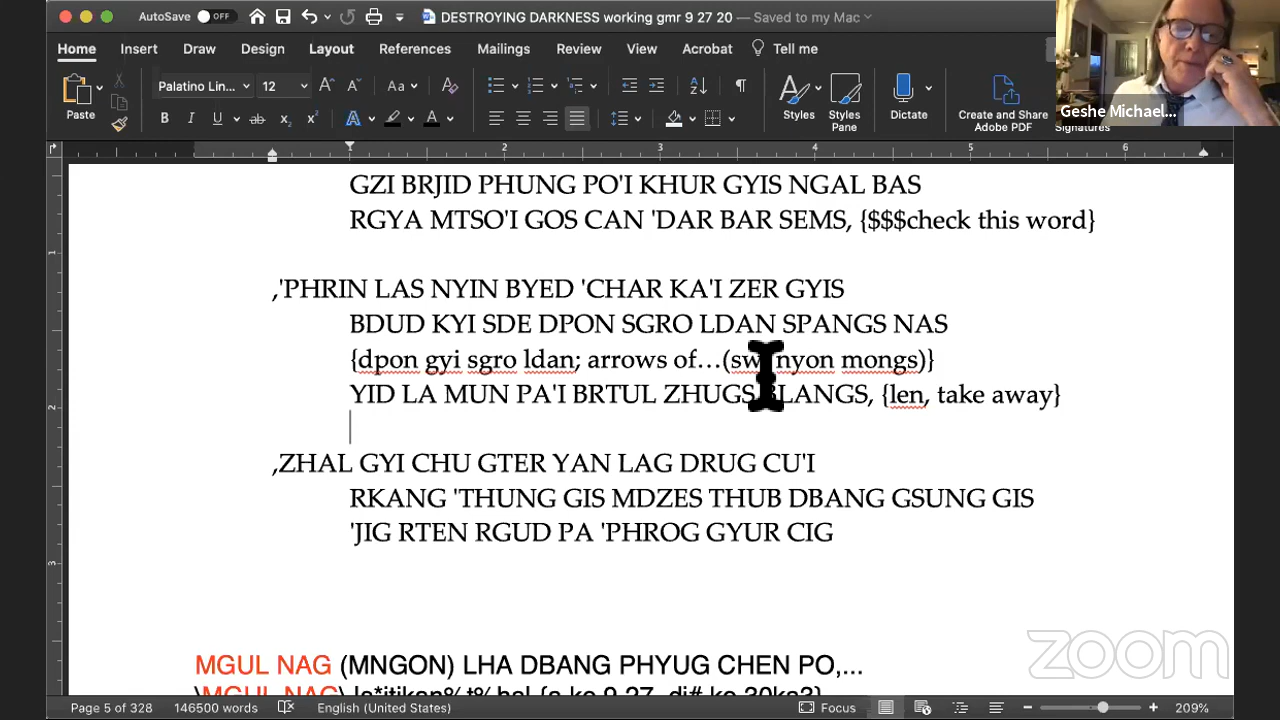 AutoSave OFF DESTROYING DARKNESS working gmr 9 27 20 — Saved to my Mac
Home Insert Draw Design Layout References Mailings Review View Acrobat Tell me
Paste Palatino Lin... 12 Styles Styles Pane Dictate Create and Share Adobe PDF Signatures
Geshe Michael...
2 3 4 5 6
GZI BRJID PHUNG PO'I KHUR GYIS NGAL BAS
RGYA MTSO'I GOS CAN 'DAR BAR SEMS, {$$$check this word}
,'PHRIN LAS NYIN BYED 'CHAR KA'I ZER GYIS
BDUD KYI SDE DPON SGRO LDAN SPANGS NAS
{dpon gyi sgro ldan; arrows of…(sw nyon mongs)}
YID LA MUN PA'I BRTUL ZHUGS BLANGS, {len, take away}
,ZHAL GYI CHU GTER YAN LAG DRUG CU'I
RKANG 'THUNG GIS MDZES THUB DBANG GSUNG GIS
'JIG RTEN RGUD PA 'PHROG GYUR CIG
zoom
MGUL NAG (MNGON) LHA DBANG PHYUG CHEN PO,...
Page 5 of 328 146500 words English (United States) Focus 209%